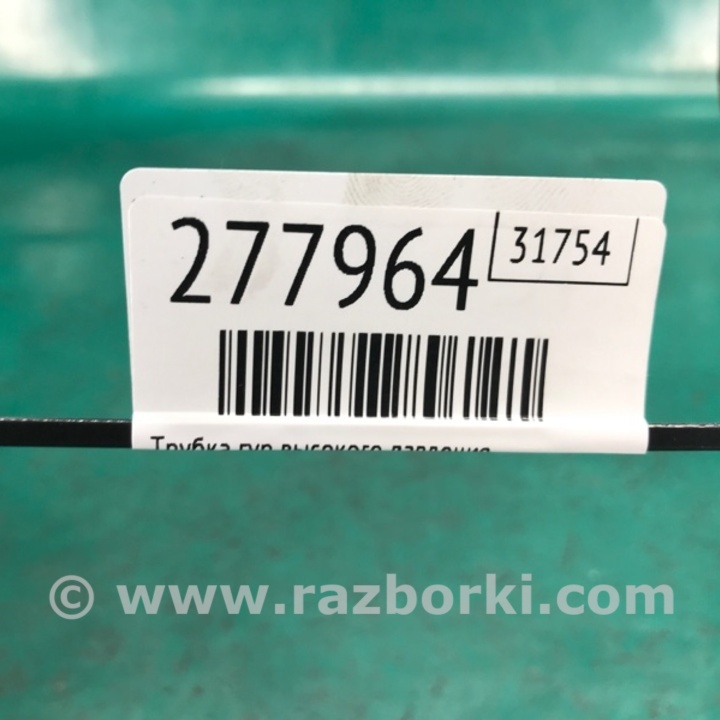 277964
31754
Трубка гур высокого давления
© www.razborki.com